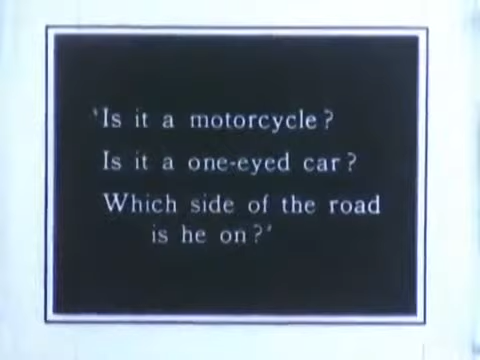 'Is it a motorcycle?
Is it a one-eyed car?
Which side of the road
is he on?'